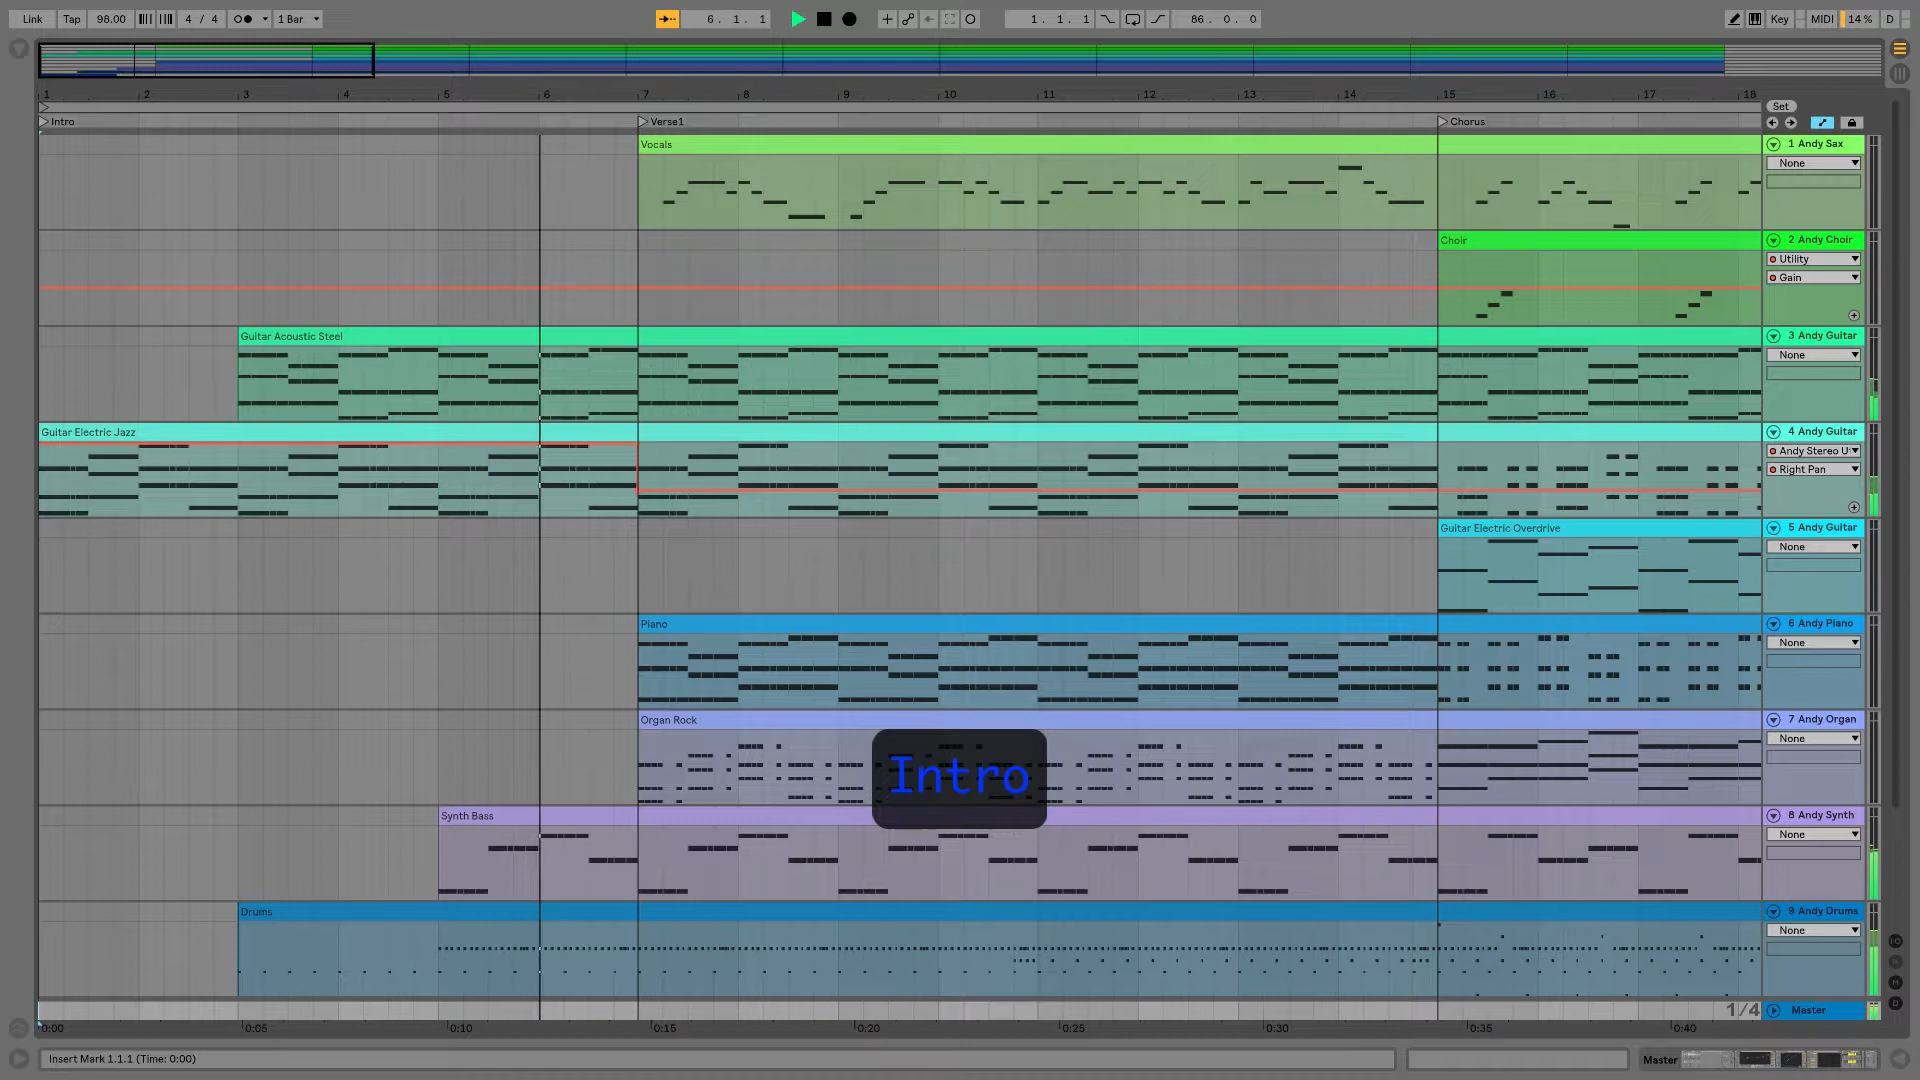 Link Tap 98.00 4 / 4 1 Bar 6. 1. 1 1. 1. 1 86. 0. 0 Key MIDI 14 % D
1 2 3 4 5 6 7 8 9 10 11 12 13 14 15 16 17 18
Set
Intro Verse1 Chorus
Vocals 1 Andy Sax
None
Choir 2 Andy Choir
Utility
Gain
Guitar Acoustic Steel 3 Andy Guitar
None
Guitar Electric Jazz 4 Andy Guitar
Andy Stereo U
Right Pan
Guitar Electric Overdrive 5 Andy Guitar
None
Piano 6 Andy Piano
None
Organ Rock 7 Andy Organ
None
Intro
Synth Bass 8 Andy Synth
None
Drums 9 Andy Drums
None
1/4 Master
0:00 0:05 0:10 0:15 0:20 0:25 0:30 0:35 0:40
Insert Mark 1.1.1 (Time: 0:00) Master